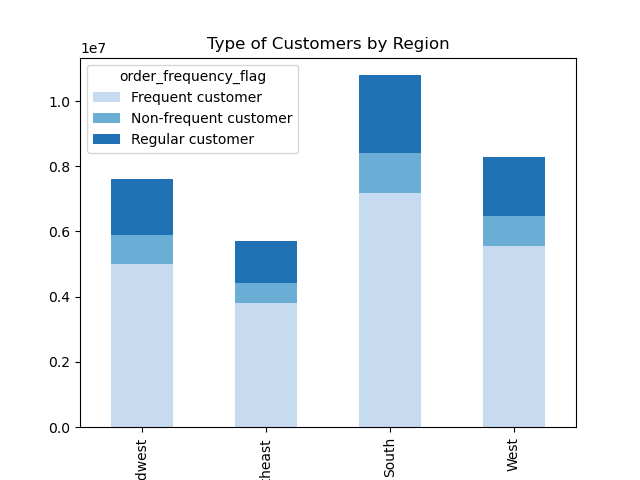 Type of Customers by Region
1e7
order_frequency_flag
Frequent customer
Non-frequent customer
Regular customer
1.0
0.8
0.6
0.4
0.2
0.0
dwest
theast
South
West